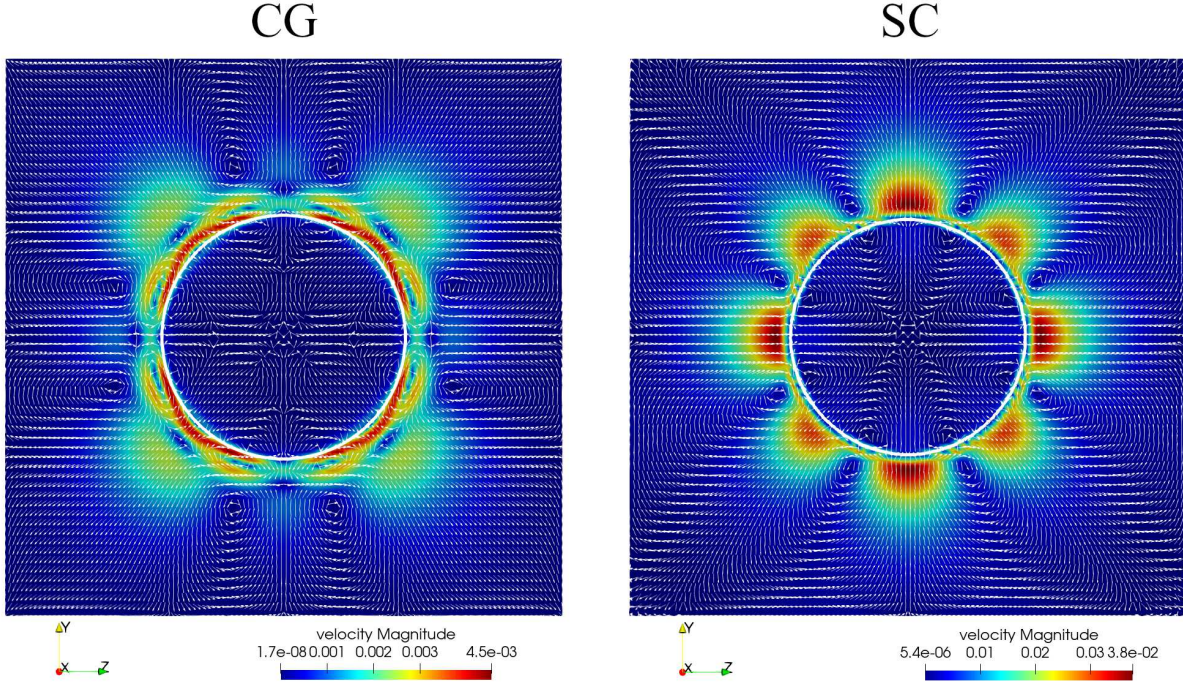 CG
SC
Y
X
Z
velocity Magnitude
1.7e-08 0.001 0.002 0.003 4.5e-03
Y
X
Z
velocity Magnitude
5.4e-06 0.01 0.02 0.03 3.8e-02